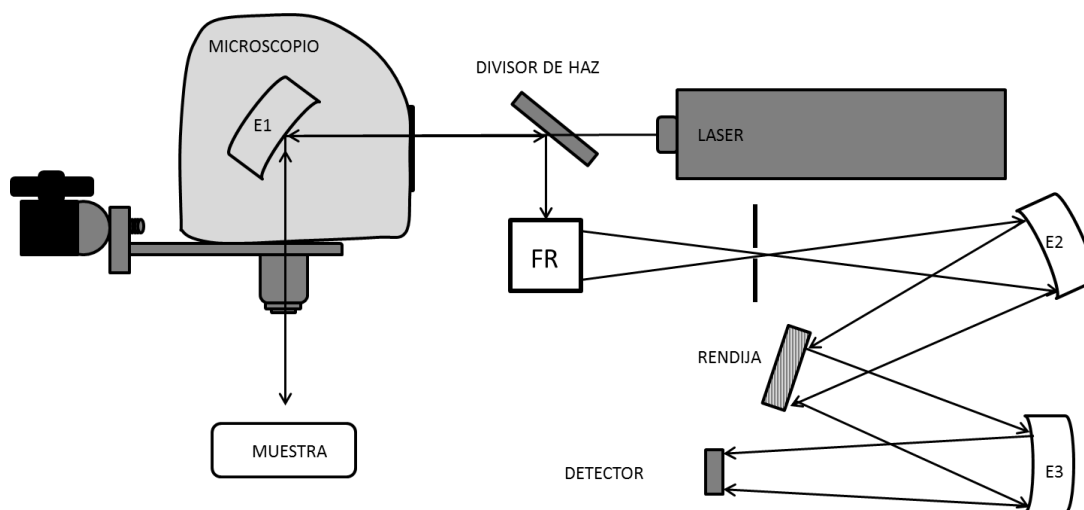 MICROSCOPIO
DIVISOR DE HAZ
E1
LASER
E2
FR
RENDIJA
MUESTRA
DETECTOR
E3